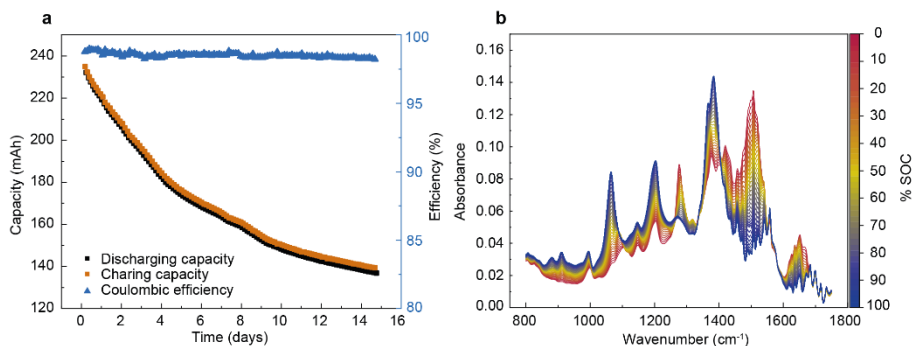 a
Capacity (mAh)
240
220
200
180
160
140
120
Discharging capacity
Charing capacity
Coulombic efficiency
0 2 4 6 8 10 12 14 16
Time (days)
100
98
95
90
85
80
Efficiency (%)
b
Absorbance
0.16
0.14
0.12
0.10
0.08
0.06
0.04
0.02
0.00
800 1000 1200 1400 1600 1800
Wavenumber (cm⁻¹)
0
10
20
30
40
50
60
70
80
90
100
% SOC